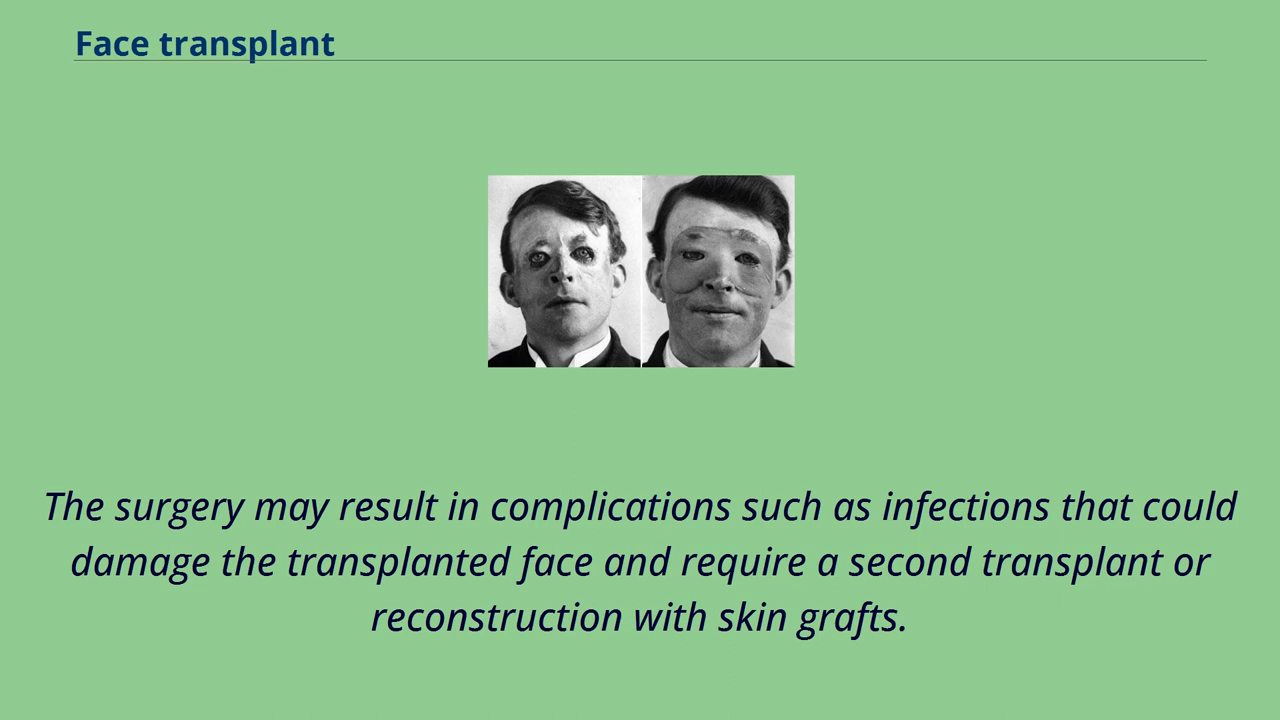 Face transplant
The surgery may result in complications such as infections that could
damage the transplanted face and require a second transplant or
reconstruction with skin grafts.